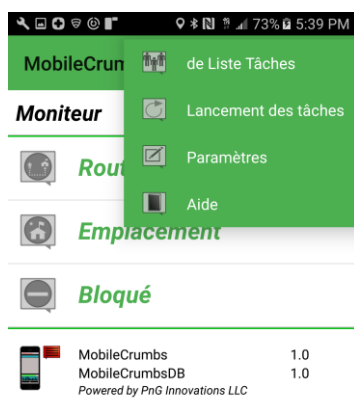 73% 5:39 PM
MobileCrum
de Liste Tâches
Moniteur
Lancement des tâches
Rout
Paramètres
Aide
Emplacement
Bloqué
MobileCrumbs 1.0
MobileCrumbsDB 1.0
Powered by PnG Innovations LLC